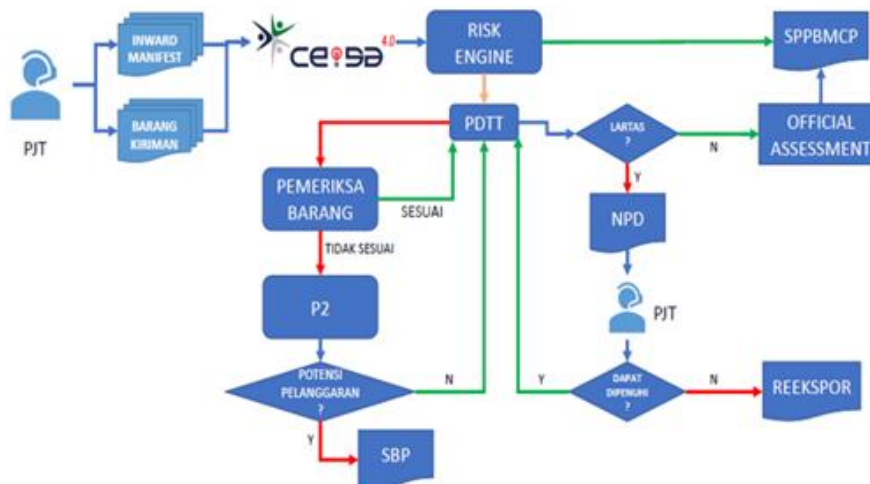 INWARD
MANIFEST
BARANG
KIRIMAN
PJT
CEISA 4.0
RISK
ENGINE
SPPBMCP
PDTT
LARTAS
?
N
OFFICIAL
ASSESSMENT
Y
PEMERIKSA
BARANG
SESUAI
NPD
TIDAK SESUAI
P2
PJT
POTENSI
PELANGGARAN
?
N
Y
DAPAT
DIPENUHI
?
N
REEKSPOR
Y
SBP